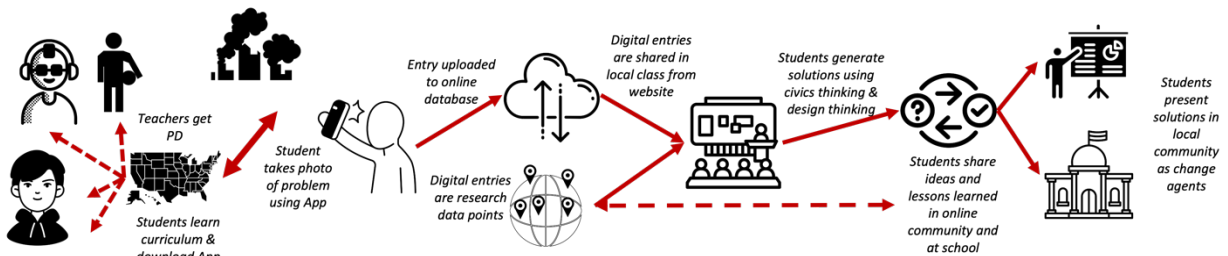 Teachers get
PD
Students learn
curriculum &
download App
Student
takes photo
of problem
using App
Entry uploaded
to online
database
Digital entries
are research
data points
Digital entries
are shared in
local class from
website
Students generate
solutions using
civics thinking &
design thinking
?
Students share
ideas and
lessons learned
in online
community and
at school
Students
present
solutions in
local
community
as change
agents